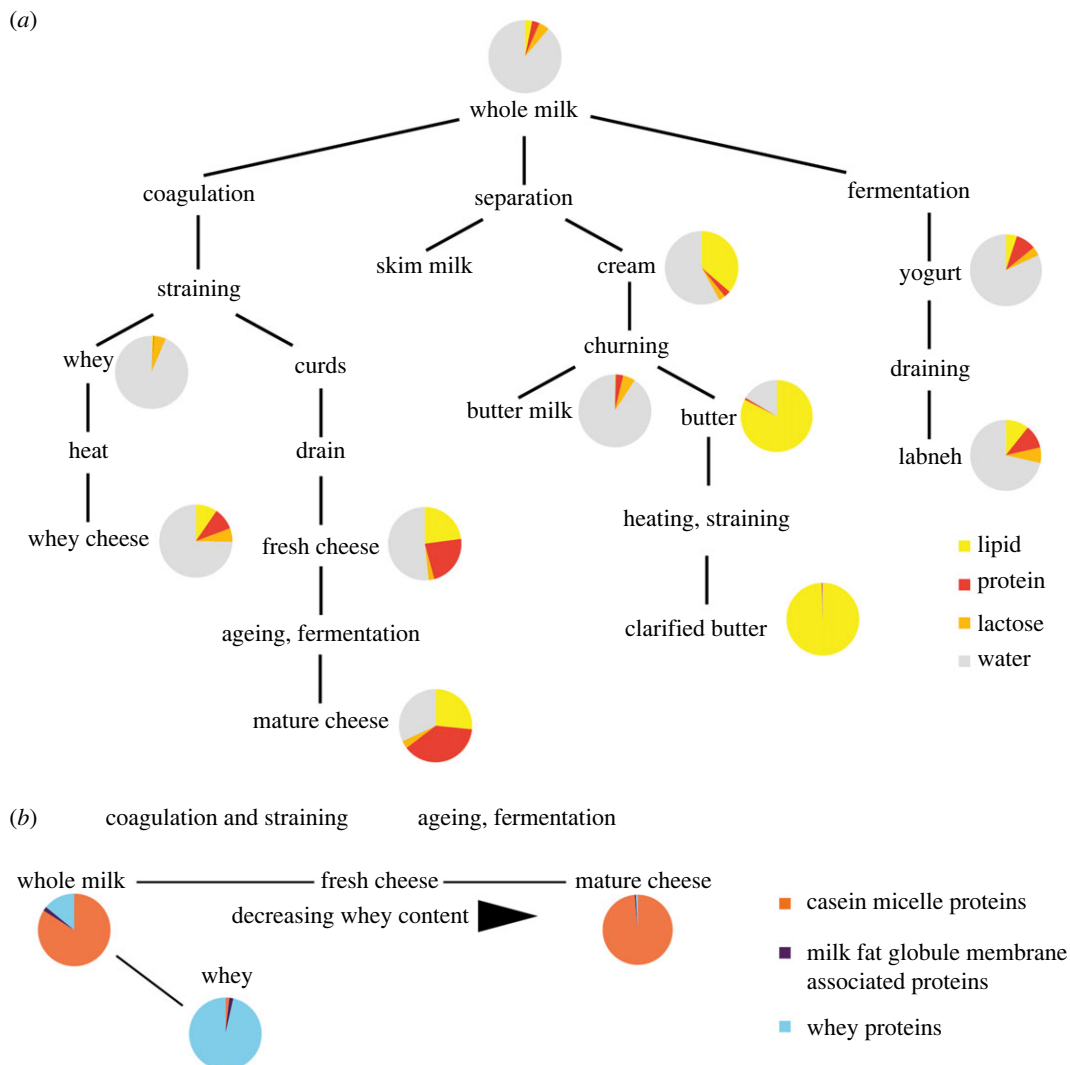 (a)
whole milk
coagulation
separation
fermentation
skim milk
cream
yogurt
straining
whey
curds
churning
draining
butter milk
butter
heat
drain
labneh
whey cheese
fresh cheese
heating, straining
lipid
protein
lactose
water
ageing, fermentation
clarified butter
mature cheese
(b)
coagulation and straining
ageing, fermentation
whole milk
fresh cheese
mature cheese
decreasing whey content
whey
casein micelle proteins
milk fat globule membrane
associated proteins
whey proteins